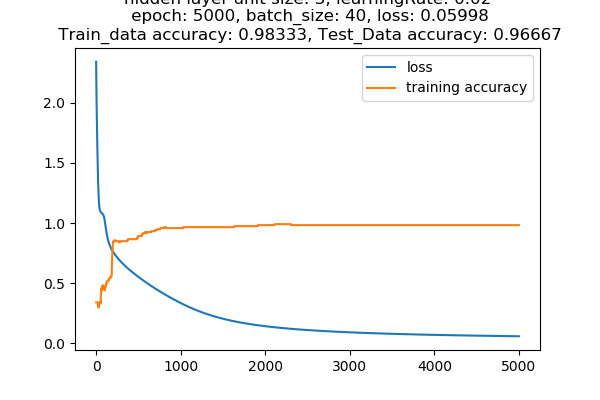 hidden layer unit size: 5, learningRate: 0.02
epoch: 5000, batch_size: 40, loss: 0.05998
Train_data accuracy: 0.98333, Test_Data accuracy: 0.96667
loss
training accuracy
2.0
1.5
1.0
0.5
0.0
0 1000 2000 3000 4000 5000